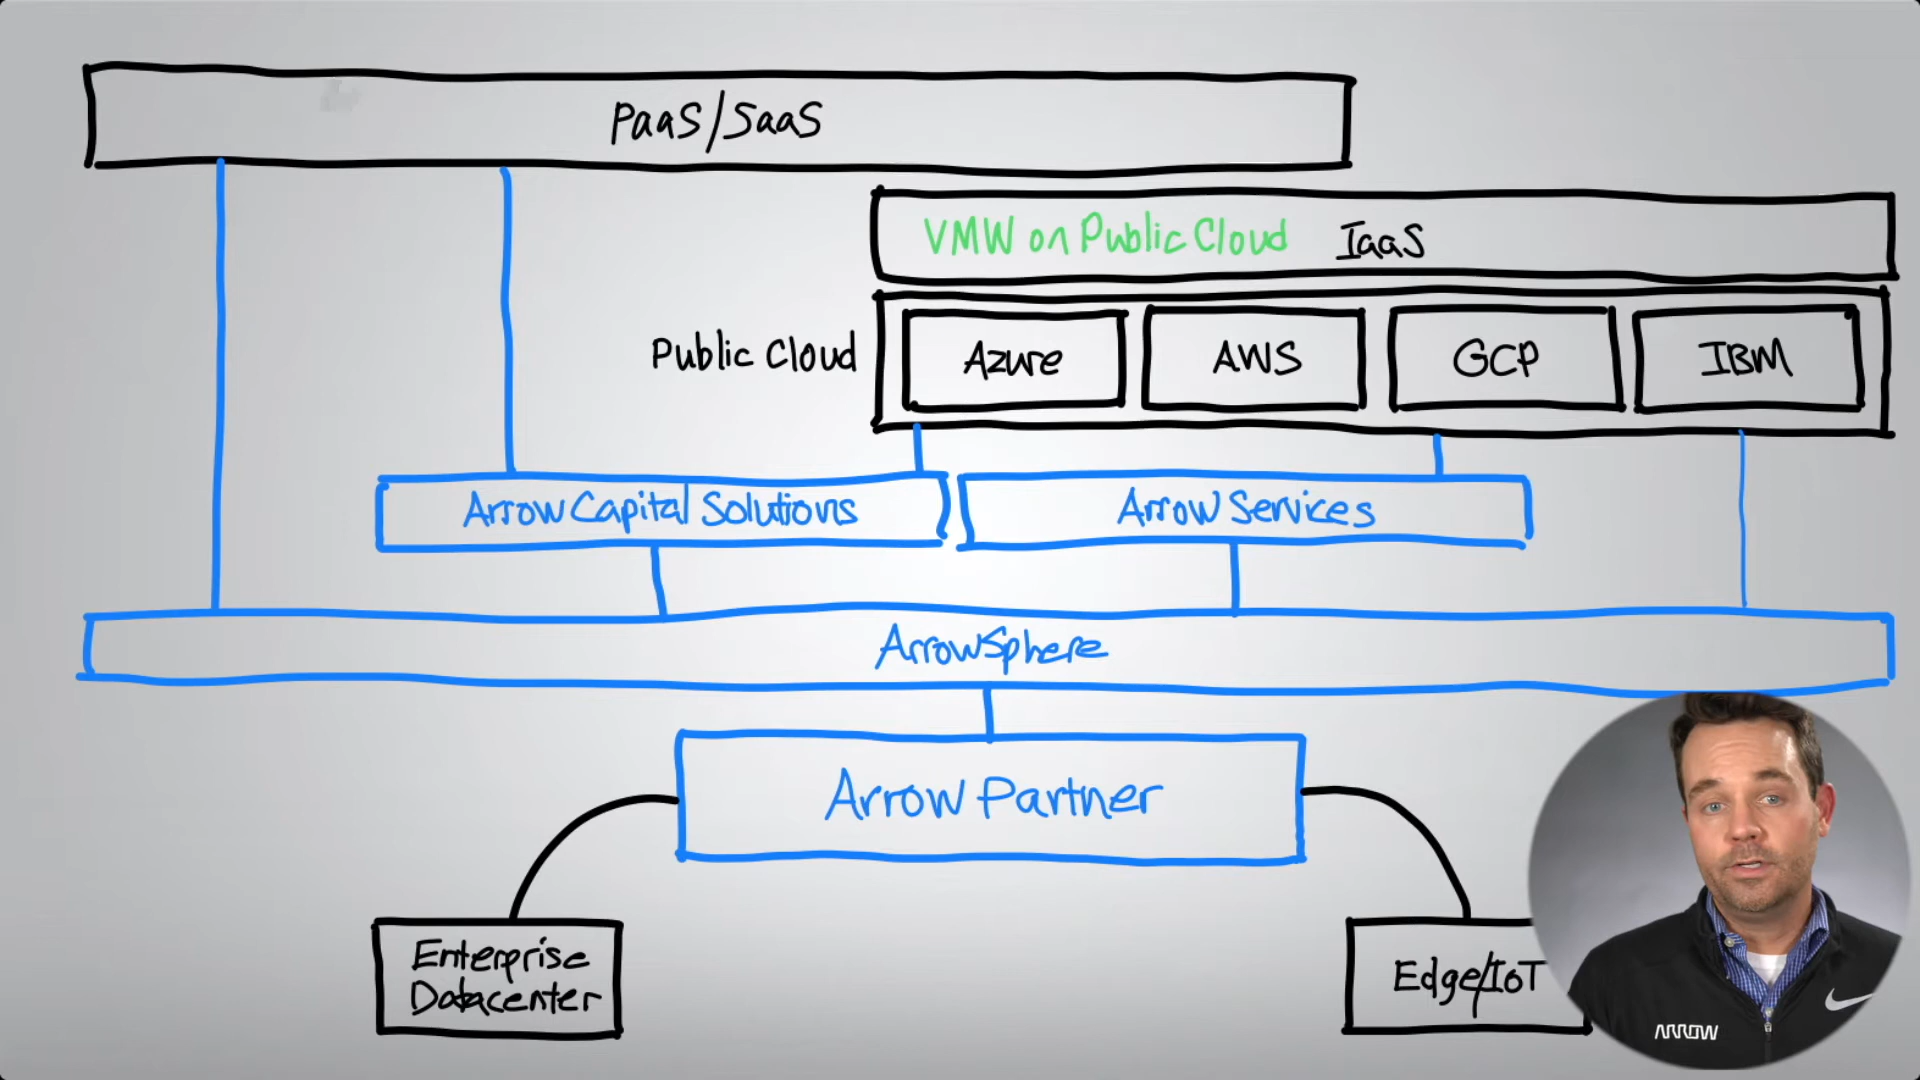 PaaS/SaaS
VMW on Public Cloud IaaS
Public Cloud
Azure
AWS
GCP
IBM
Arrow Capital Solutions
Arrow Services
ArrowSphere
Arrow Partner
Enterprise
Datacenter
Edge/IoT
ARROW